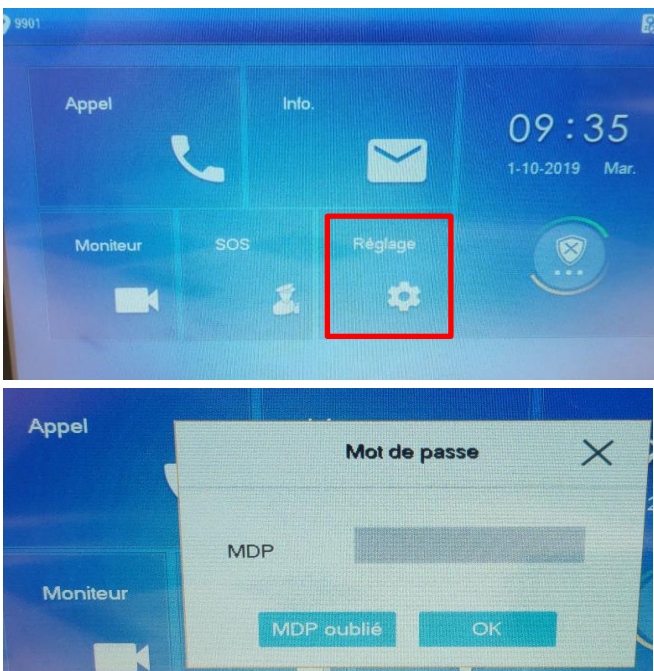 9901
Appel
Info.
09:35
1-10-2019 Mar.
Moniteur
SOS
Réglage
Appel
Mot de passe
MDP
Moniteur
MDP oublié
OK